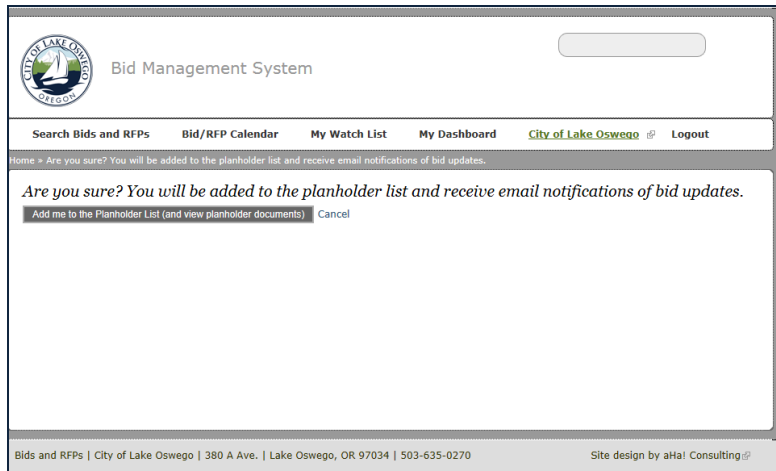 CITY OF LAKE OSWEGO
OREGON
Bid Management System
Search Bids and RFPs Bid/RFP Calendar My Watch List My Dashboard City of Lake Oswego Logout
Home » Are you sure? You will be added to the planholder list and receive email notifications of bid updates.
Are you sure? You will be added to the planholder list and receive email notifications of bid updates.
Add me to the Planholder List (and view planholder documents) Cancel
Bids and RFPs | City of Lake Oswego | 380 A Ave. | Lake Oswego, OR 97034 | 503-635-0270 Site design by aHa! Consulting